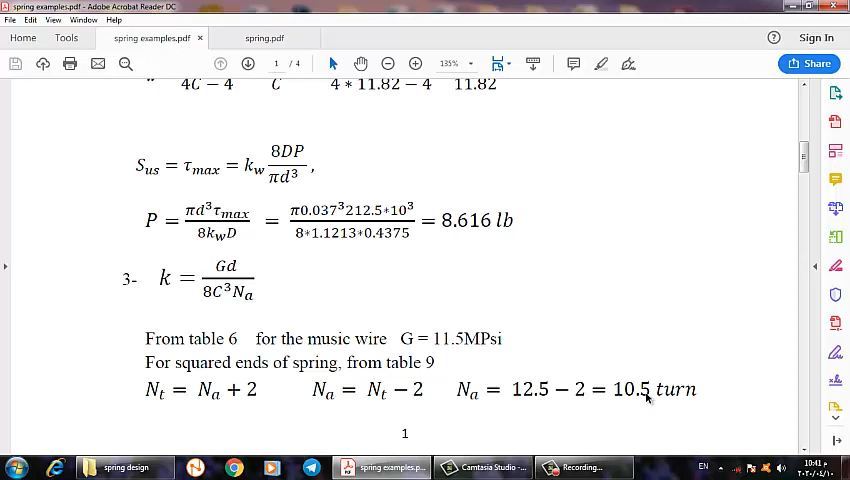 spring examples.pdf - Adobe Acrobat Reader DC
File Edit View Window Help
Home Tools spring examples.pdf × spring.pdf ? Sign In
1 / 4 135% Share
4C − 4 C 4 ∗ 11.82 − 4 11.82
S_us = τ_max = k_w 8DP/πd³ ,
P = πd³τ_max/8k_wD = π0.037³212.5∗10³/8∗1.1213∗0.4375 = 8.616 lb
3- k = Gd/8C³N_a
From table 6 for the music wire G = 11.5MPsi
For squared ends of spring, from table 9
N_t = N_a + 2 N_a = N_t − 2 N_a = 12.5 − 2 = 10.5 turn
1
spring design spring examples.p... Camtasia Studio -... Recording... EN 10:41 م
٢٠٢٠/٠٤/١٠